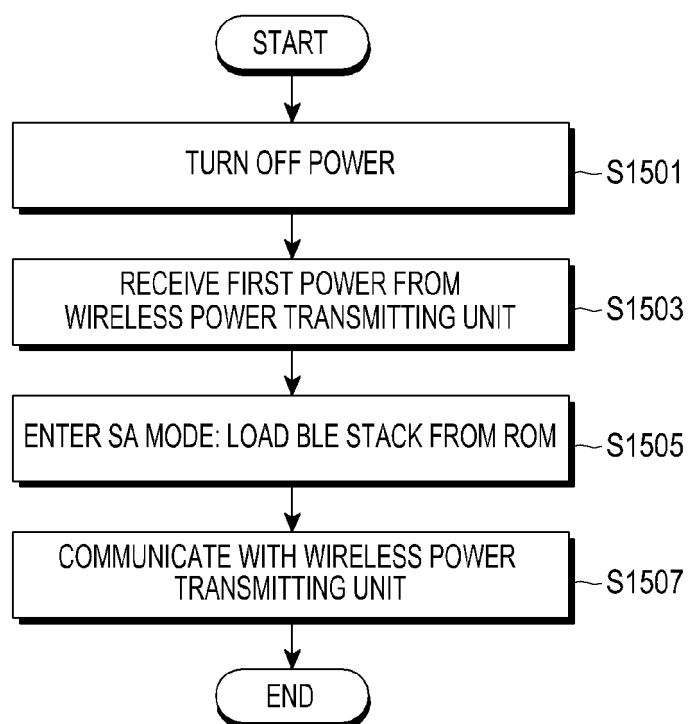 START
TURN OFF POWER
S1501
RECEIVE FIRST POWER FROM
WIRELESS POWER TRANSMITTING UNIT
S1503
ENTER SA MODE: LOAD BLE STACK FROM ROM
S1505
COMMUNICATE WITH WIRELESS POWER
TRANSMITTING UNIT
S1507
END